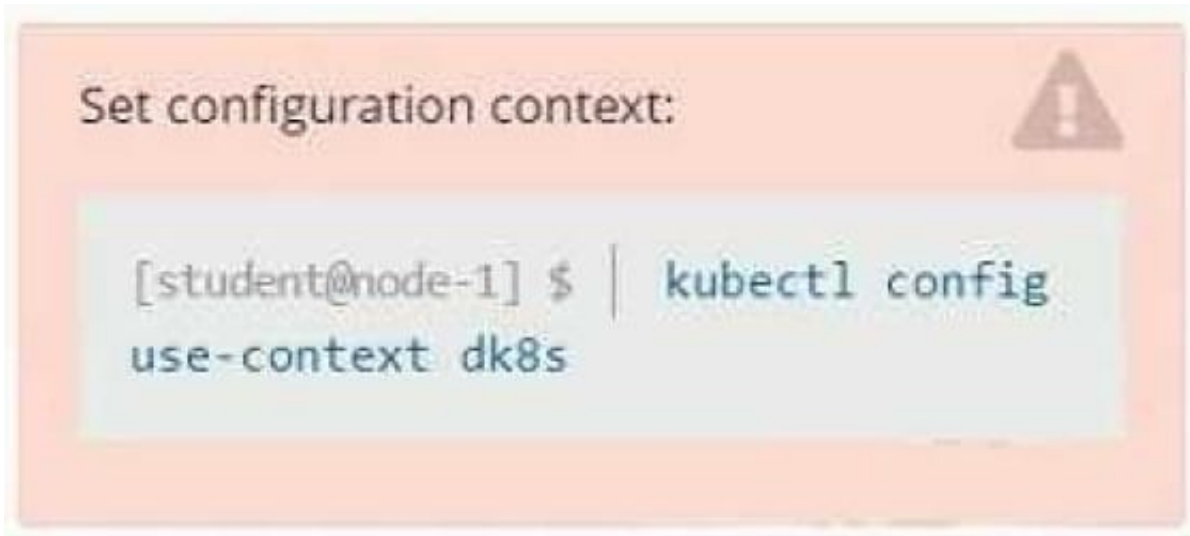 Set configuration context:
[student@node-1] $ | kubectl config
use-context dk8s